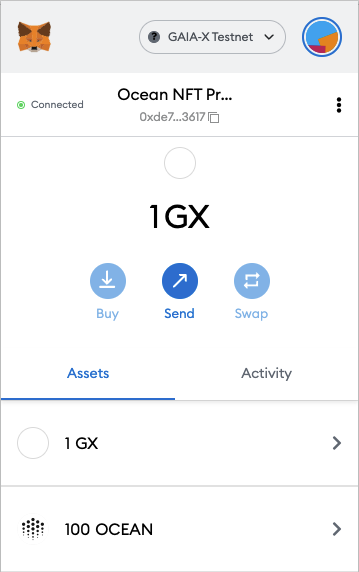 GAIA-X Testnet
Connected
Ocean NFT Pr...
0xde7...3617
1 GX
Buy
Send
Swap
Assets
Activity
1 GX
100 OCEAN